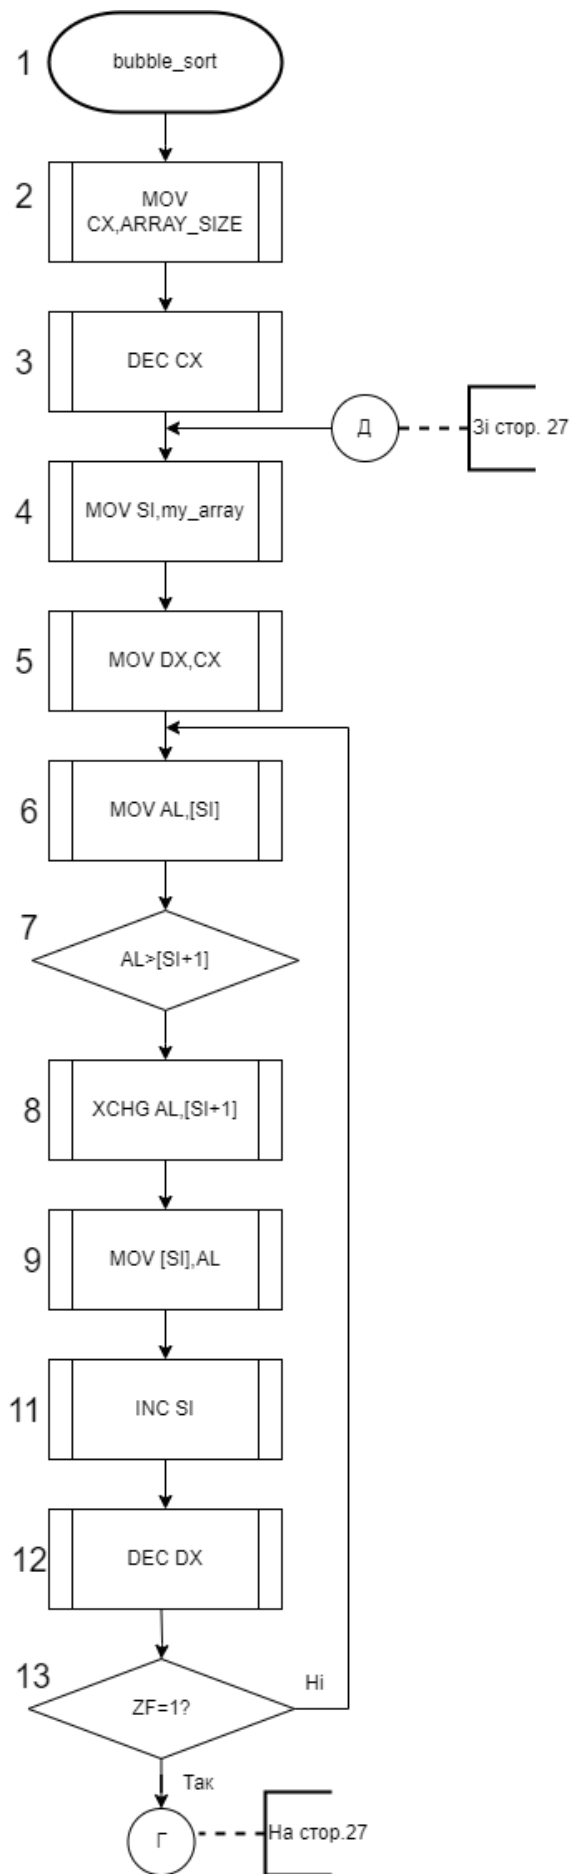 1
bubble_sort
2
MOV
CX,ARRAY_SIZE
3
DEC CX
Д
Зі стор. 27
4
MOV SI,my_array
5
MOV DX,CX
6
MOV AL,[SI]
7
AL>[SI+1]
8
XCHG AL,[SI+1]
9
MOV [SI],AL
11
INC SI
12
DEC DX
13
Ні
ZF=1?
Так
Г
На стор.27